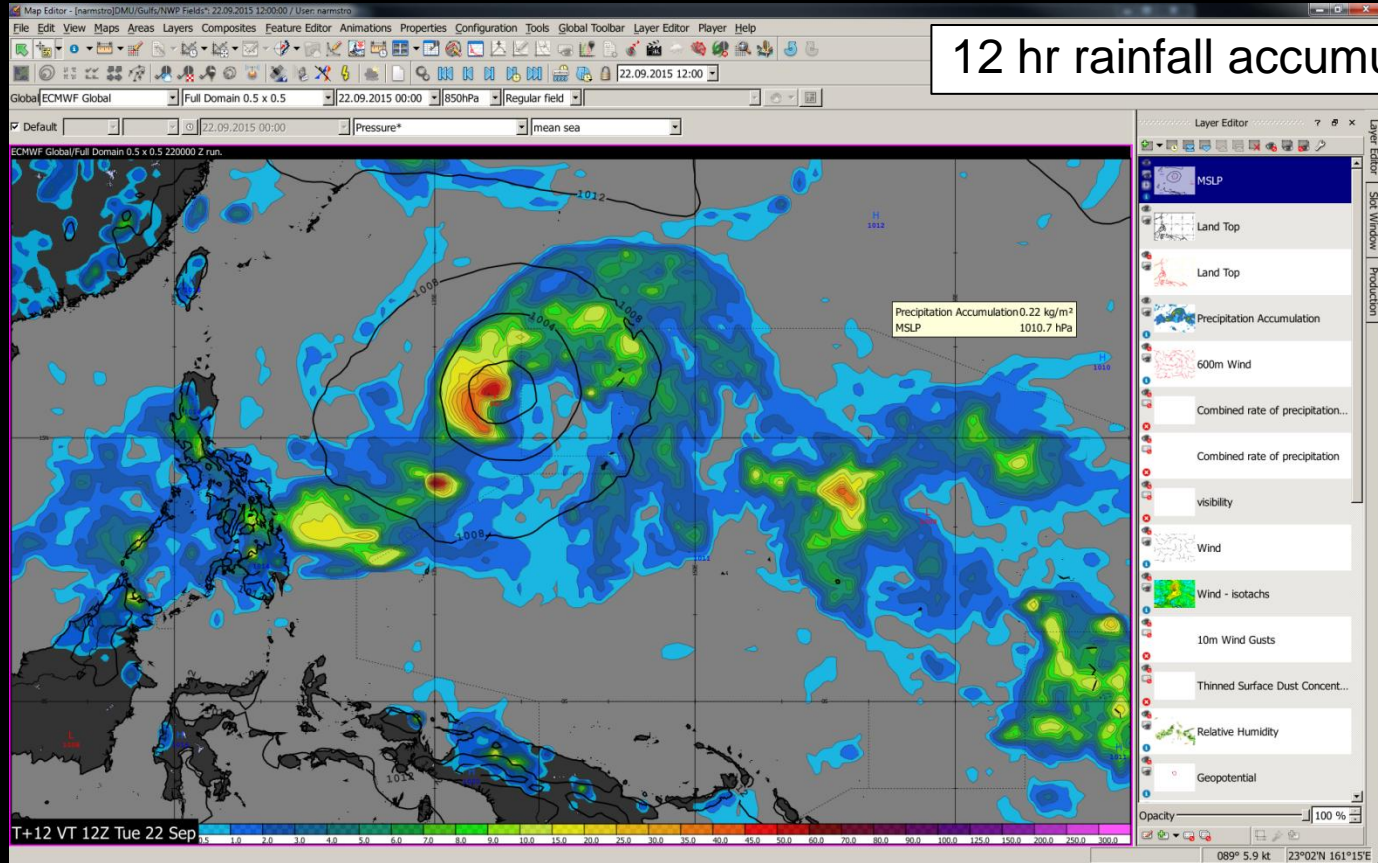 Map Editor - [narmstro]DMU/Gulfs/NWP Fields*: 22.09.2015 12:00:00 / User: narmstro
File Edit View Maps Areas Layers Composites Feature Editor Animations Properties Configuration Tools Global Toolbar Layer Editor Player Help
12 hr rainfall accumu
22.09.2015 12:00
Global ECMWF Global Full Domain 0.5 x 0.5 22.09.2015 00:00 850hPa Regular field
Default 22.09.2015 00:00 Pressure* mean sea
ECMWF Global/Full Domain 0.5 x 0.5 220000 Z run.
1012
H
1012
1008
1008
1004
Precipitation Accumulation 0.22 kg/m²
MSLP 1010.7 hPa
H
1010
1008
L
1011
1012
L
H
1012
T+12 VT 12Z Tue 22 Sep
0.5 1.0 2.0 3.0 4.0 5.0 6.0 7.0 8.0 9.0 10.0 15.0 20.0 25.0 30.0 35.0 40.0 45.0 50.0 60.0 70.0 80.0 90.0 100.0 125.0 150.0 200.0 250.0 300.0
Layer Editor
MSLP
Land Top
Land Top
Precipitation Accumulation
600m Wind
Combined rate of precipitation...
Combined rate of precipitation
visibility
Wind
Wind - isotachs
10m Wind Gusts
Thinned Surface Dust Concent...
Relative Humidity
Geopotential
Opacity 100 %
Layer Editor
Slot Window
Production
089° 5.9 kt 23°02'N 161°15'E